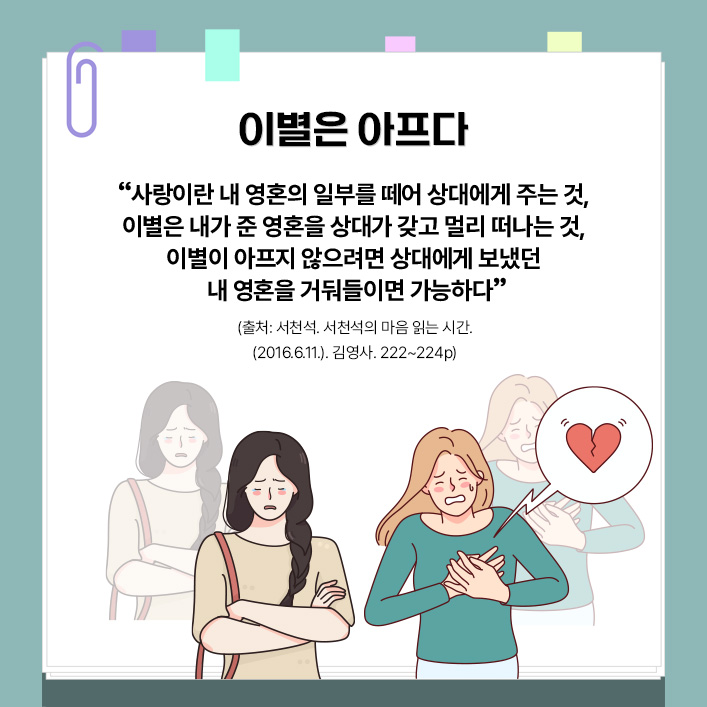 이별은 아프다
“사랑이란 내 영혼의 일부를 떼어 상대에게 주는 것,
이별은 내가 준 영혼을 상대가 갖고 멀리 떠나는 것,
이별이 아프지 않으려면 상대에게 보냈던
내 영혼을 거둬들이면 가능하다”
(출처: 서천석. 서천석의 마음 읽는 시간.
(2016.6.11.). 김영사. 222~224p)